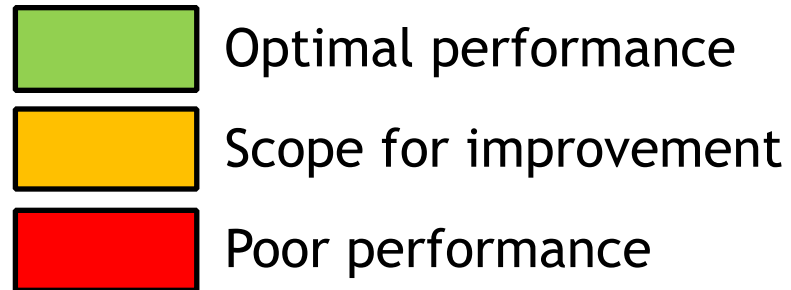 Optimal performance
Scope for improvement
Poor performance